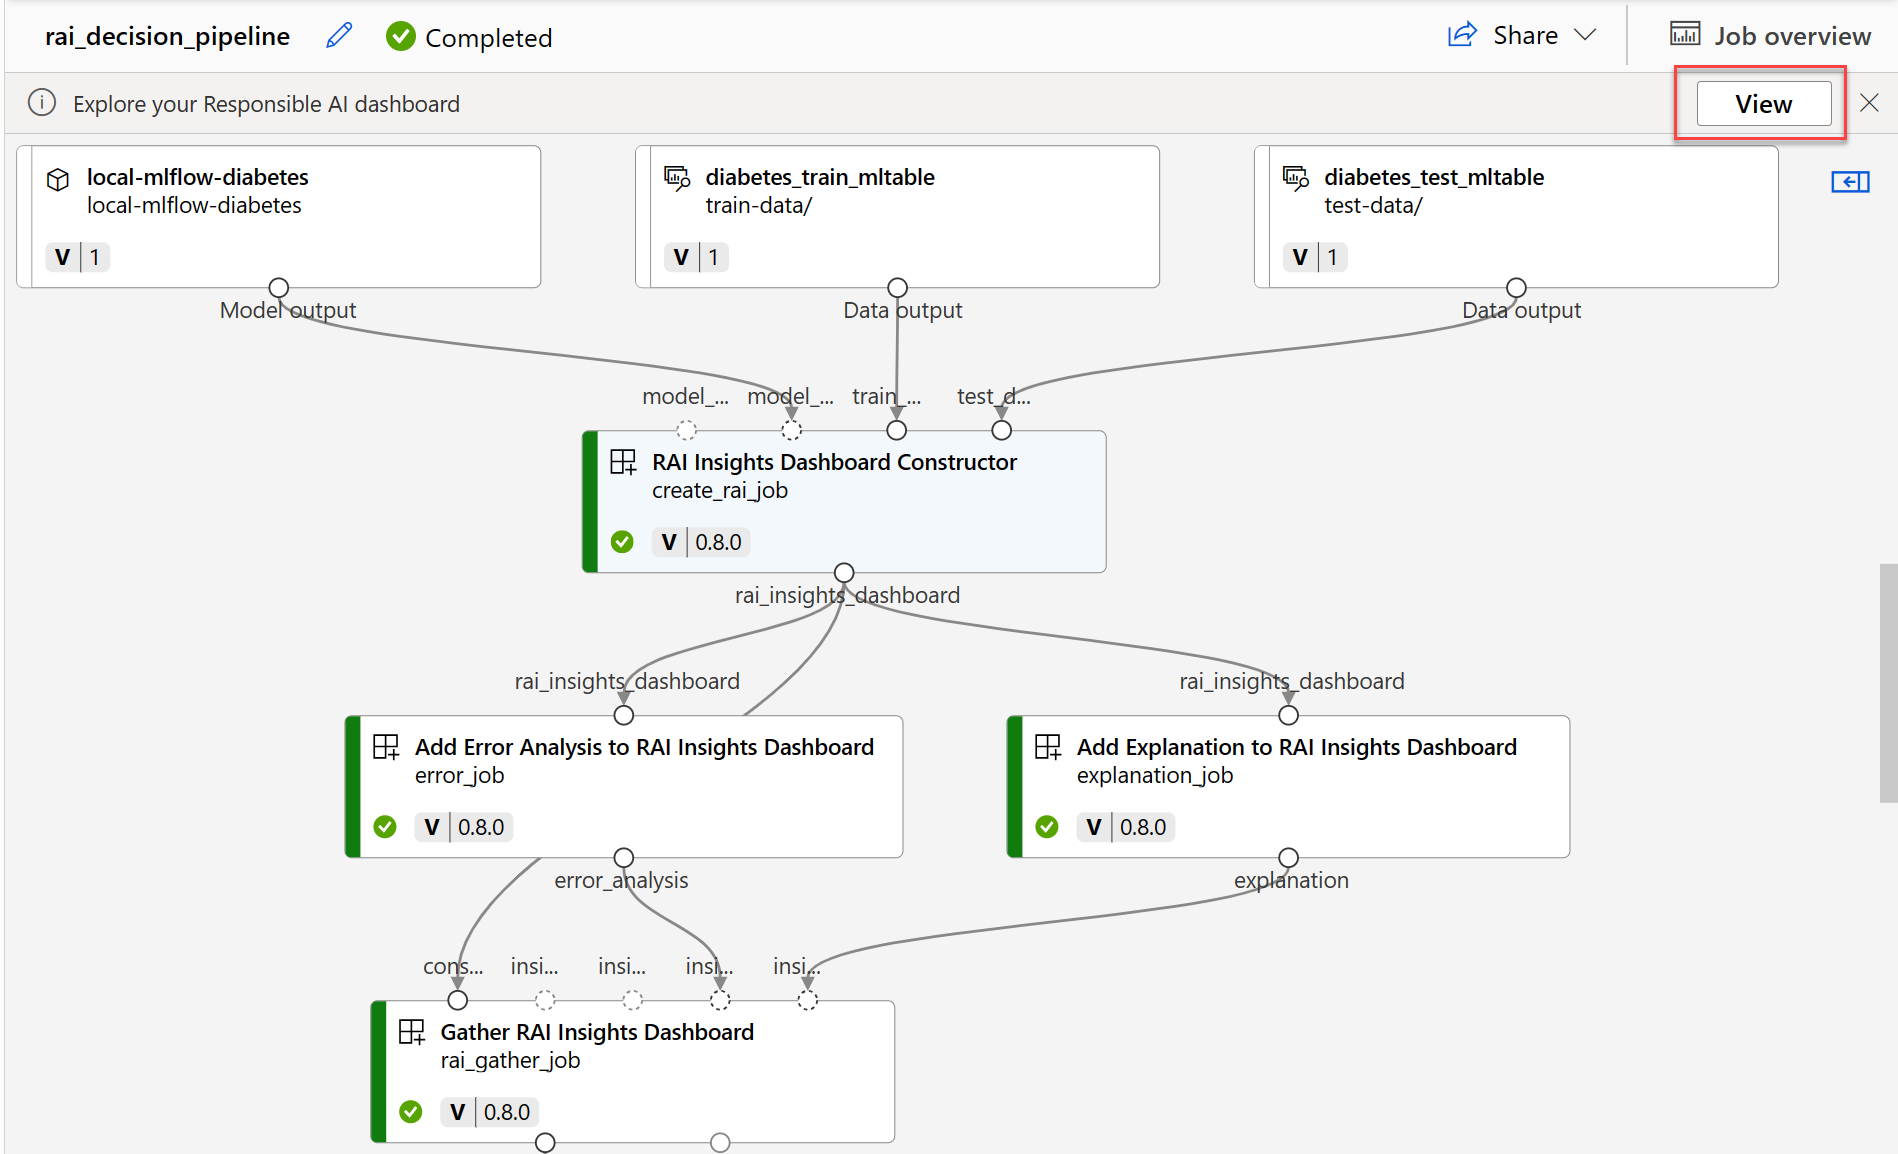 rai_decision_pipeline
Completed
Share
Job overview
Explore your Responsible AI dashboard
View
local-mlflow-diabetes
local-mlflow-diabetes
V 1
diabetes_train_mltable
train-data/
V 1
diabetes_test_mltable
test-data/
V 1
Model output
Data output
Data output
model_...
model_...
train_...
test_d...
RAI Insights Dashboard Constructor
create_rai_job
V 0.8.0
rai_insights_dashboard
rai_insights_dashboard
rai_insights_dashboard
Add Error Analysis to RAI Insights Dashboard
error_job
V 0.8.0
Add Explanation to RAI Insights Dashboard
explanation_job
V 0.8.0
error_analysis
explanation
cons...
insi...
insi...
insi...
insi...
Gather RAI Insights Dashboard
rai_gather_job
V 0.8.0